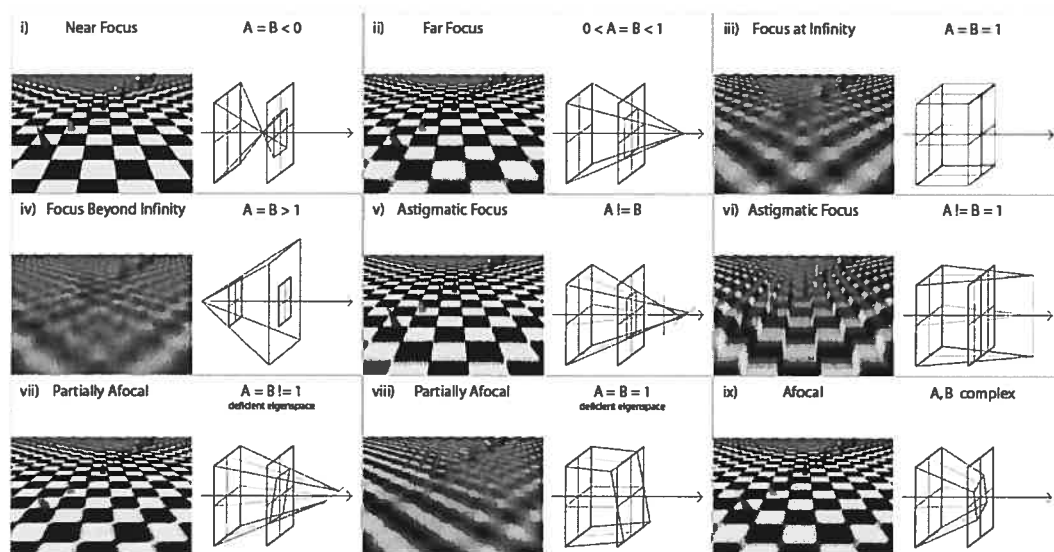 i) Near Focus A = B < 0
ii) Far Focus 0 < A = B < 1
iii) Focus at Infinity A = B = 1
iv) Focus Beyond Infinity A = B > 1
v) Astigmatic Focus A != B
vi) Astigmatic Focus A != B = 1
vii) Partially Afocal A = B != 1
deficient eigenspace
viii) Partially Afocal A = B = 1
deficient eigenspace
ix) Afocal A, B complex